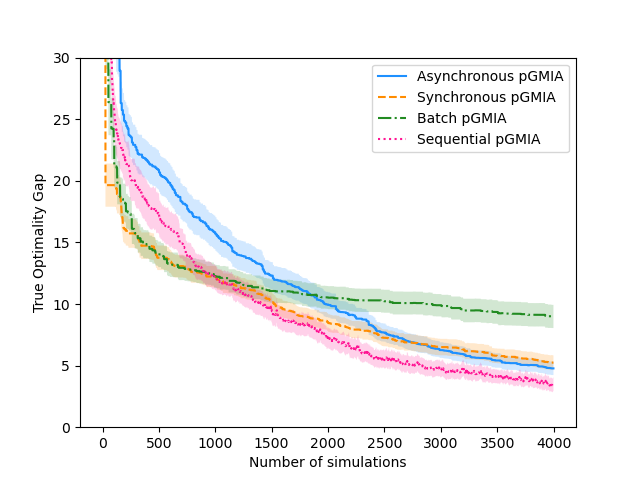 30
25
20
15
10
5
0
True Optimality Gap
Asynchronous pGMIA
Synchronous pGMIA
Batch pGMIA
Sequential pGMIA
0 500 1000 1500 2000 2500 3000 3500 4000
Number of simulations